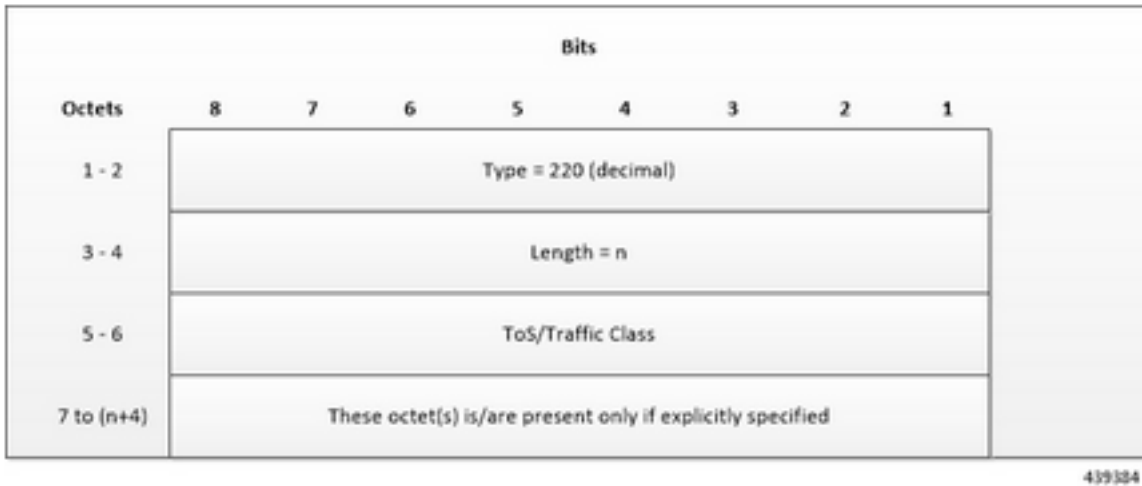 Bits
Octets 8 7 6 5 4 3 2 1
1 - 2 Type = 220 (decimal)
3 - 4 Length = n
5 - 6 ToS/Traffic Class
7 to (n+4) These octet(s) is/are present only if explicitly specified
439384